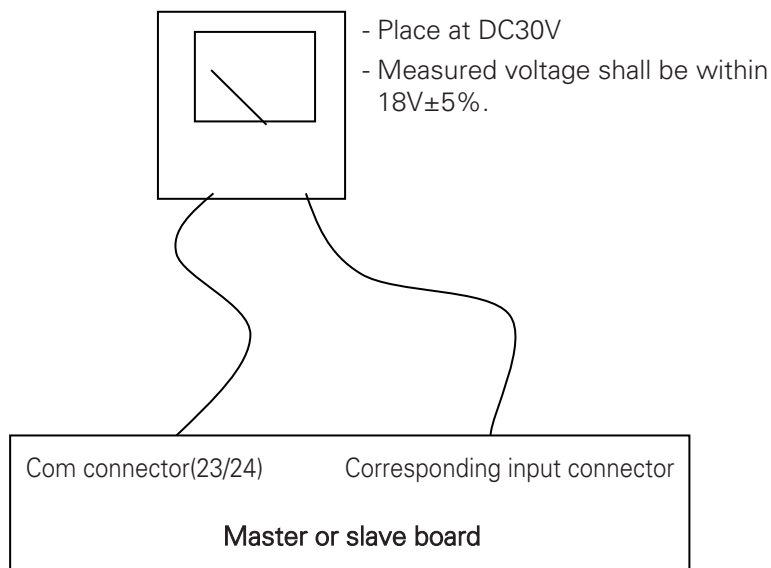 - Place at DC30V
- Measured voltage shall be within
18V±5%.
Com connector(23/24)
Corresponding input connector
Master or slave board